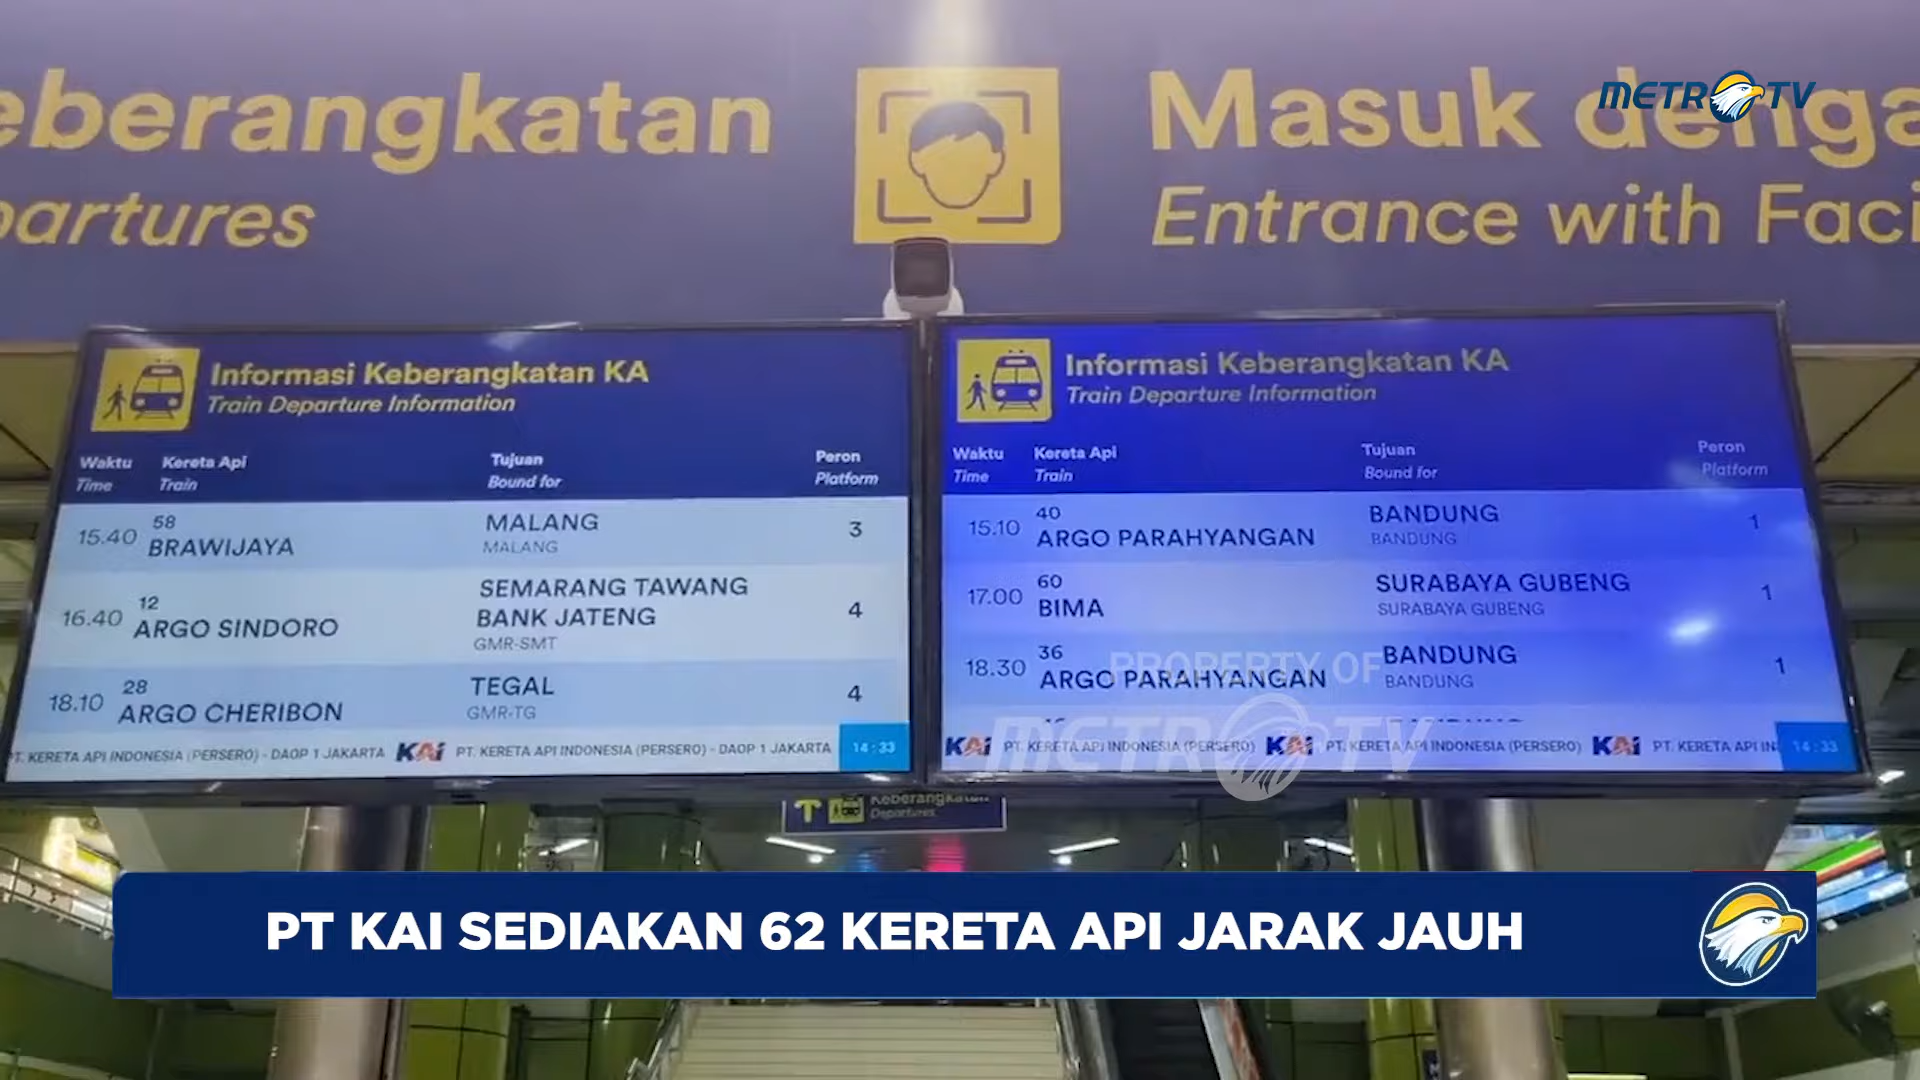 eberangkatan
partures
Masuk denga
Entrance with Faci
METRO TV
Informasi Keberangkatan KA
Train Departure Information
Waktu Kereta Api Tujuan Peron
Time Train Bound for Platform
15.40 58 BRAWIJAYA MALANG 3
MALANG
16.40 12 ARGO SINDORO SEMARANG TAWANG 4
BANK JATENG
GMR-SMT
18.10 28 ARGO CHERIBON TEGAL 4
GMR-TG
PT. KERETA API INDONESIA (PERSERO) - DAOP 1 JAKARTA KAI PT. KERETA API INDONESIA (PERSERO) - DAOP 1 JAKARTA 14:33
Informasi Keberangkatan KA
Train Departure Information
Waktu Kereta Api Tujuan Peron
Time Train Bound for Platform
15.10 40 ARGO PARAHYANGAN BANDUNG 1
BANDUNG
17.00 60 BIMA SURABAYA GUBENG 1
SURABAYA GUBENG
18.30 36 ARGO PARAHYANGAN BANDUNG 1
BANDUNG
KAI PT. KERETA API INDONESIA (PERSERO) KAI PT. KERETA API INDONESIA (PERSERO) KAI PT. KERETA API IN 14:33
PROPERTY OF
METRO TV
Keberangkatan
Departures
PT KAI SEDIAKAN 62 KERETA API JARAK JAUH